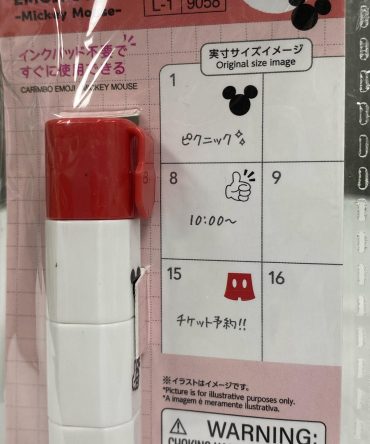 -Mickey Mouse-
L-1 9058
インクパッド不要で
すぐに使用できる
CARIMBO EMOJI MICKEY MOUSE
実寸サイズイメージ
Original size image
1
ピクニック
8 9
10:00〜
15 16
チケット予約!!
※イラストはイメージです。
*Picture is for illustrative purposes only.
*A imagem é meramente ilustrativa.
WARNING: